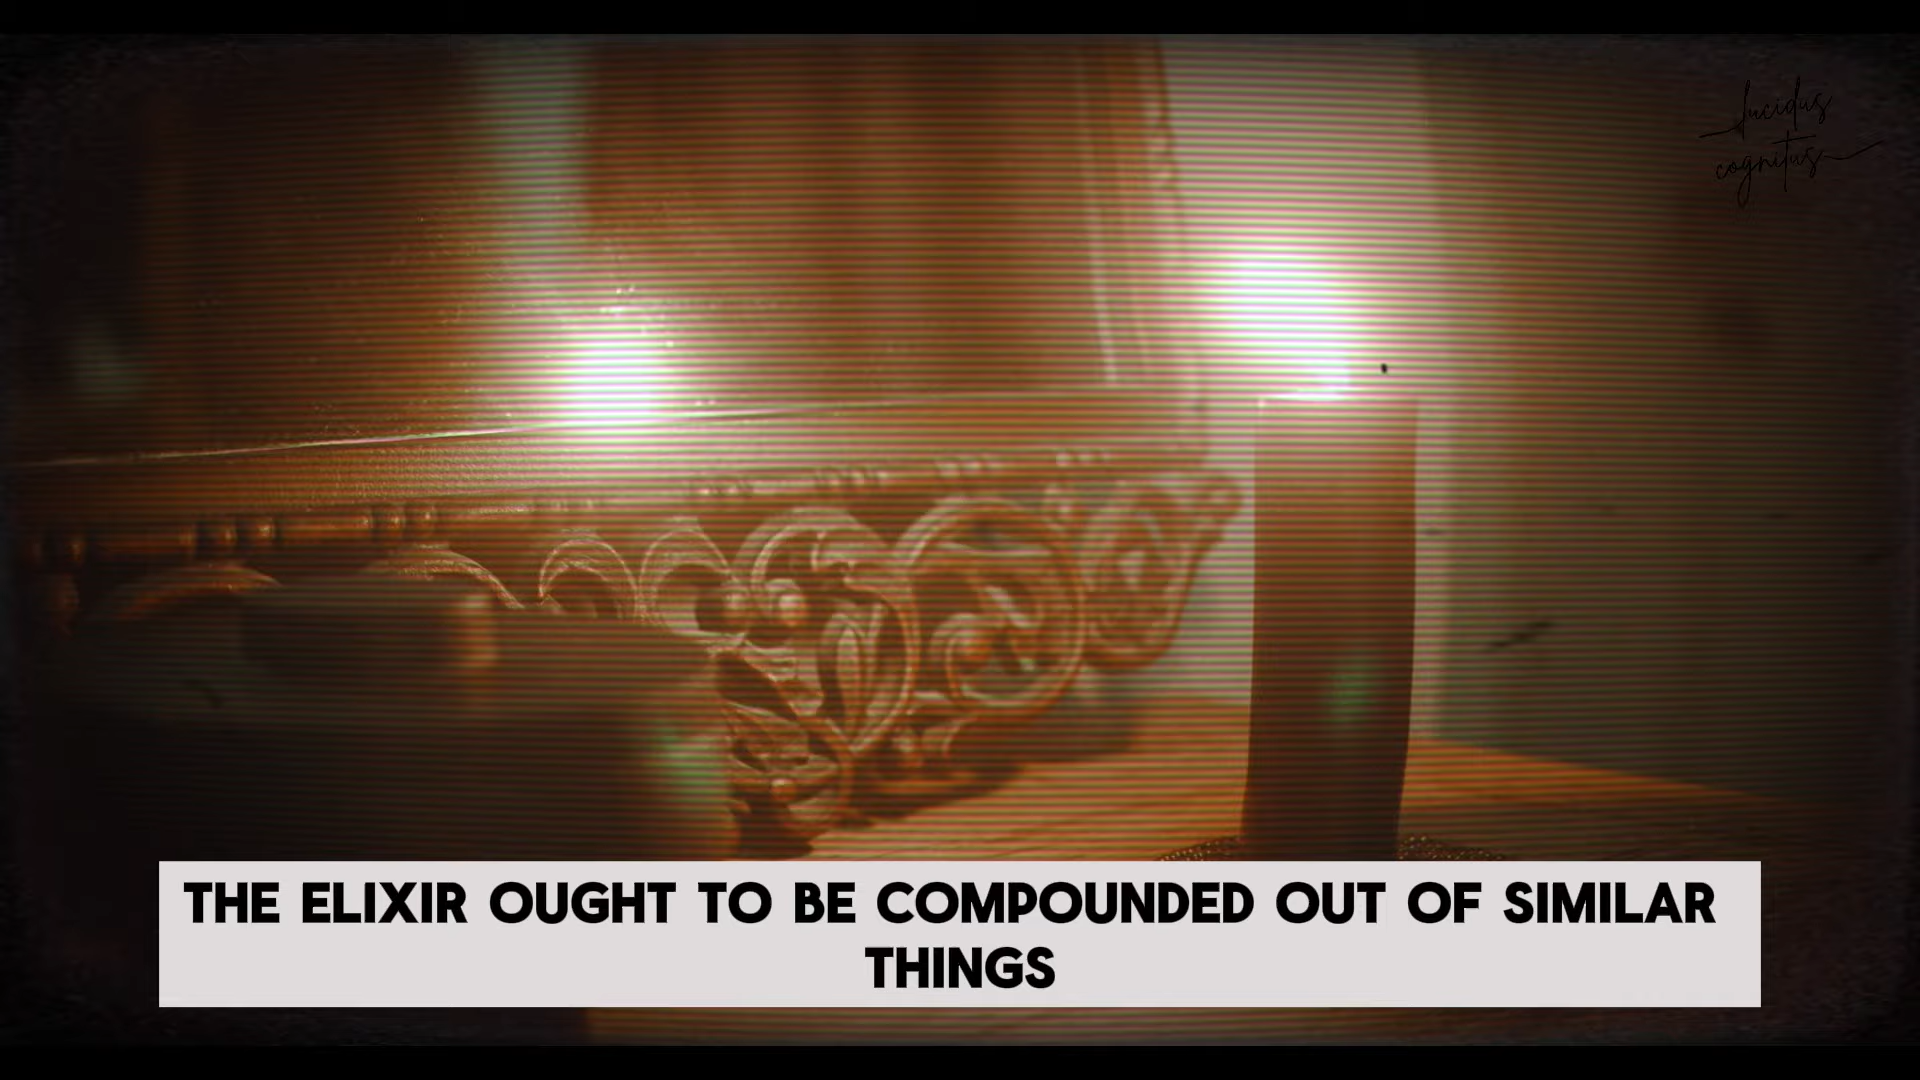 lucidus
cognitus
THE ELIXIR OUGHT TO BE COMPOUNDED OUT OF SIMILAR
THINGS